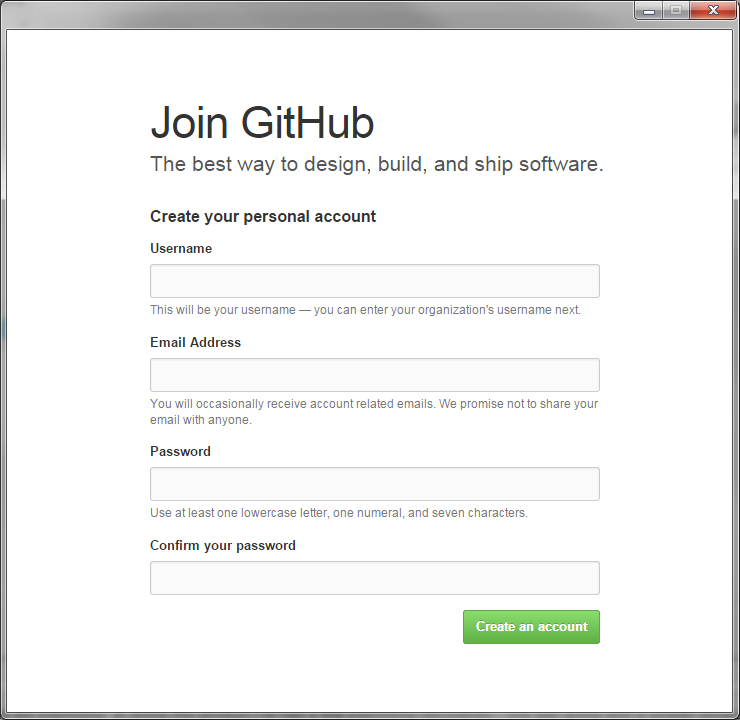 Join GitHub
The best way to design, build, and ship software.
Create your personal account
Username
This will be your username — you can enter your organization's username next.
Email Address
You will occasionally receive account related emails. We promise not to share your
email with anyone.
Password
Use at least one lowercase letter, one numeral, and seven characters.
Confirm your password
Create an account